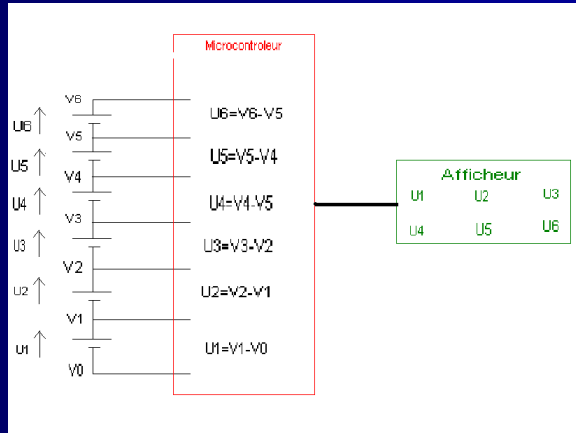 Microcontroleur
V6
U6
U6=V6-V5
V5
U5
U5=V5-V4
V4
U4
U4=V4-V5
V3
U3
U3=V3-V2
V2
U2
U2=V2-V1
V1
U1
U1=V1-V0
V0
Afficheur
U1 U2 U3
U4 U5 U6